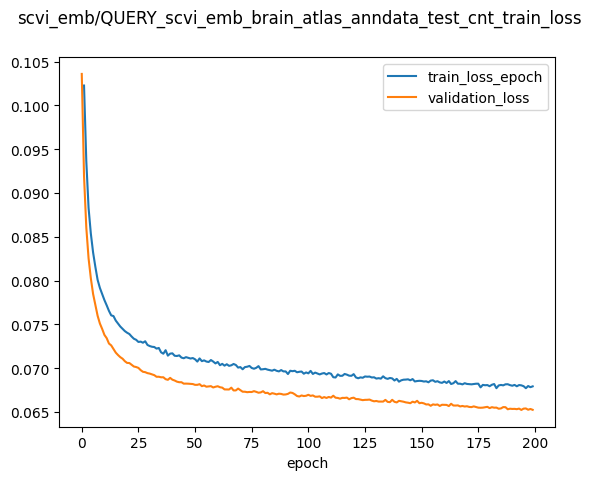 scvi_emb/QUERY_scvi_emb_brain_atlas_anndata_test_cnt_train_loss
train_loss_epoch
validation_loss
0.105
0.100
0.095
0.090
0.085
0.080
0.075
0.070
0.065
0 25 50 75 100 125 150 175 200
epoch